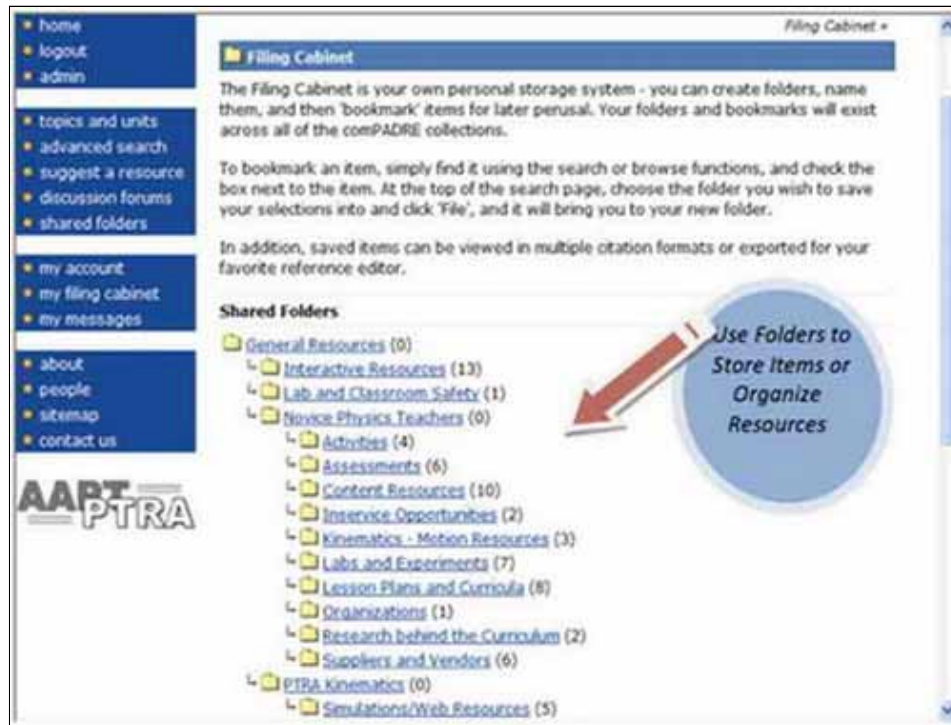 home
logout
admin
topics and units
advanced search
suggest a resource
discussion forums
shared folders
my account
my filing cabinet
my messages
about
people
sitemap
contact us
AAPT
PTRA
Filing Cabinet »
Filing Cabinet
The Filing Cabinet is your own personal storage system - you can create folders, name
them, and then 'bookmark' items for later perusal. Your folders and bookmarks will exist
across all of the comPADRE collections.
To bookmark an item, simply find it using the search or browse functions, and check the
box next to the item. At the top of the search page, choose the folder you wish to save
your selections into and click 'File', and it will bring you to your new folder.
In addition, saved items can be viewed in multiple citation formats or exported for your
favorite reference editor.
Shared Folders
General Resources (0)
Interactive Resources (13)
Lab and Classroom Safety (1)
Novice Physics Teachers (0)
Activities (4)
Assessments (6)
Content Resources (10)
Inservice Opportunities (2)
Kinematics - Motion Resources (3)
Labs and Experiments (7)
Lesson Plans and Curricula (8)
Organizations (1)
Research behind the Curriculum (2)
Suppliers and Vendors (6)
PTRA Kinematics (0)
Simulations/Web Resources (5)
Use Folders to
Store Items or
Organize
Resources